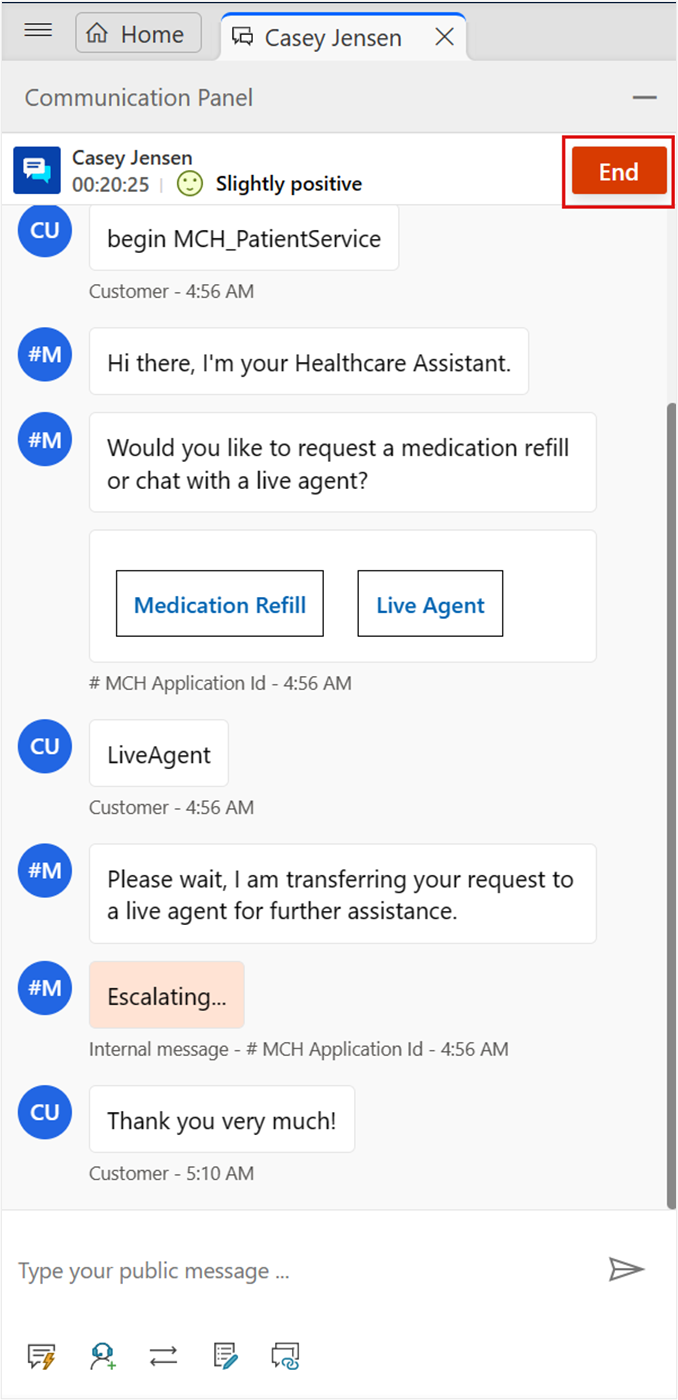 Home
Casey Jensen
Communication Panel
Casey Jensen
00:20:25
Slightly positive
End
CU
begin MCH_PatientService
Customer - 4:56 AM
#M
Hi there, I'm your Healthcare Assistant.
#M
Would you like to request a medication refill
or chat with a live agent?
Medication Refill
Live Agent
# MCH Application Id - 4:56 AM
CU
LiveAgent
Customer - 4:56 AM
#M
Please wait, I am transferring your request to
a live agent for further assistance.
#M
Escalating...
Internal message - # MCH Application Id - 4:56 AM
CU
Thank you very much!
Customer - 5:10 AM
Type your public message ...